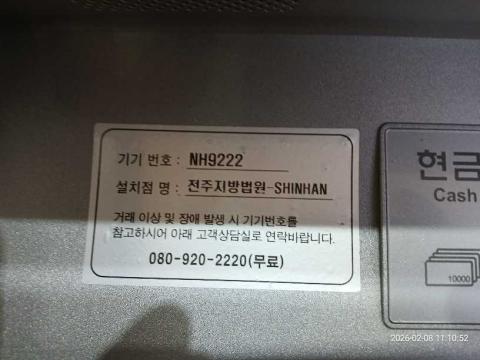 기기 번호 : NH9222
설치점 명 : 전주지방법원-SHINHAN
거래 이상 및 장애 발생 시 기기번호를
참고하시어 아래 고객상담실로 연락바랍니다.
080-920-2220(무료)
현금
Cash
10000
2026-02-08 11:10:52